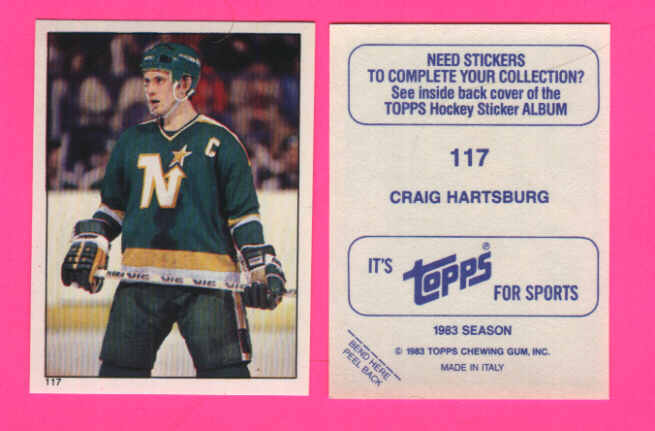 C
N
117
NEED STICKERS
TO COMPLETE YOUR COLLECTION?
See inside back cover of the
TOPPS Hockey Sticker ALBUM
117
CRAIG HARTSBURG
IT'S topps® FOR SPORTS
1983 SEASON
© 1983 TOPPS CHEWING GUM, INC.
MADE IN ITALY
BEND HERE
PEEL BACK